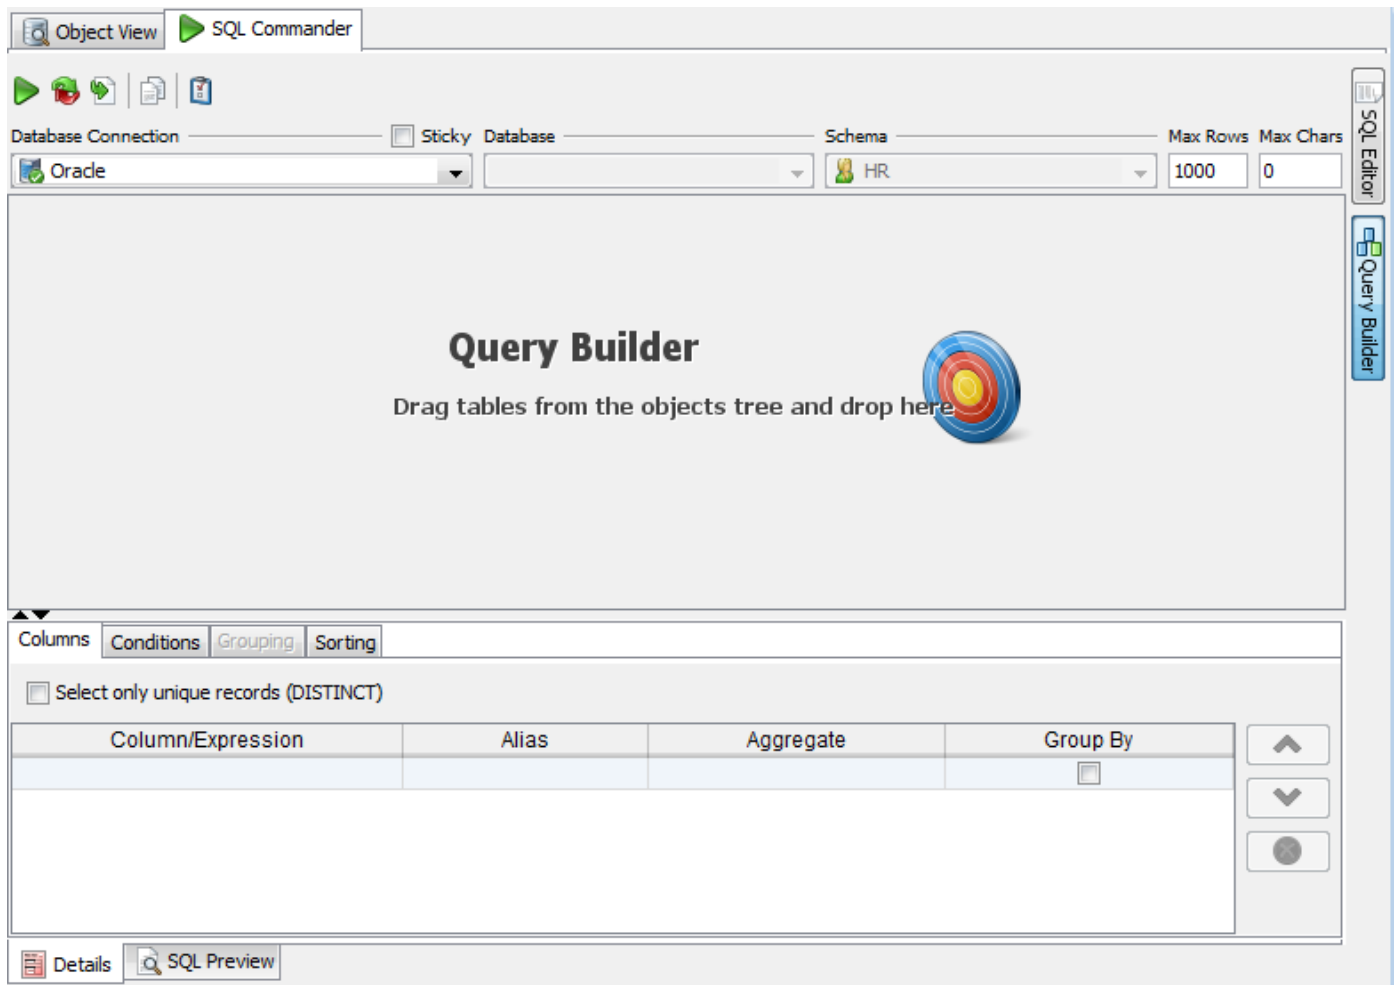 Object View SQL Commander
Database Connection Sticky Database Schema Max Rows Max Chars
Oracle HR 1000 0
SQL Editor
Query Builder
Query Builder
Drag tables from the objects tree and drop here
Columns Conditions Grouping Sorting
Select only unique records (DISTINCT)
Column/Expression Alias Aggregate Group By
Details SQL Preview